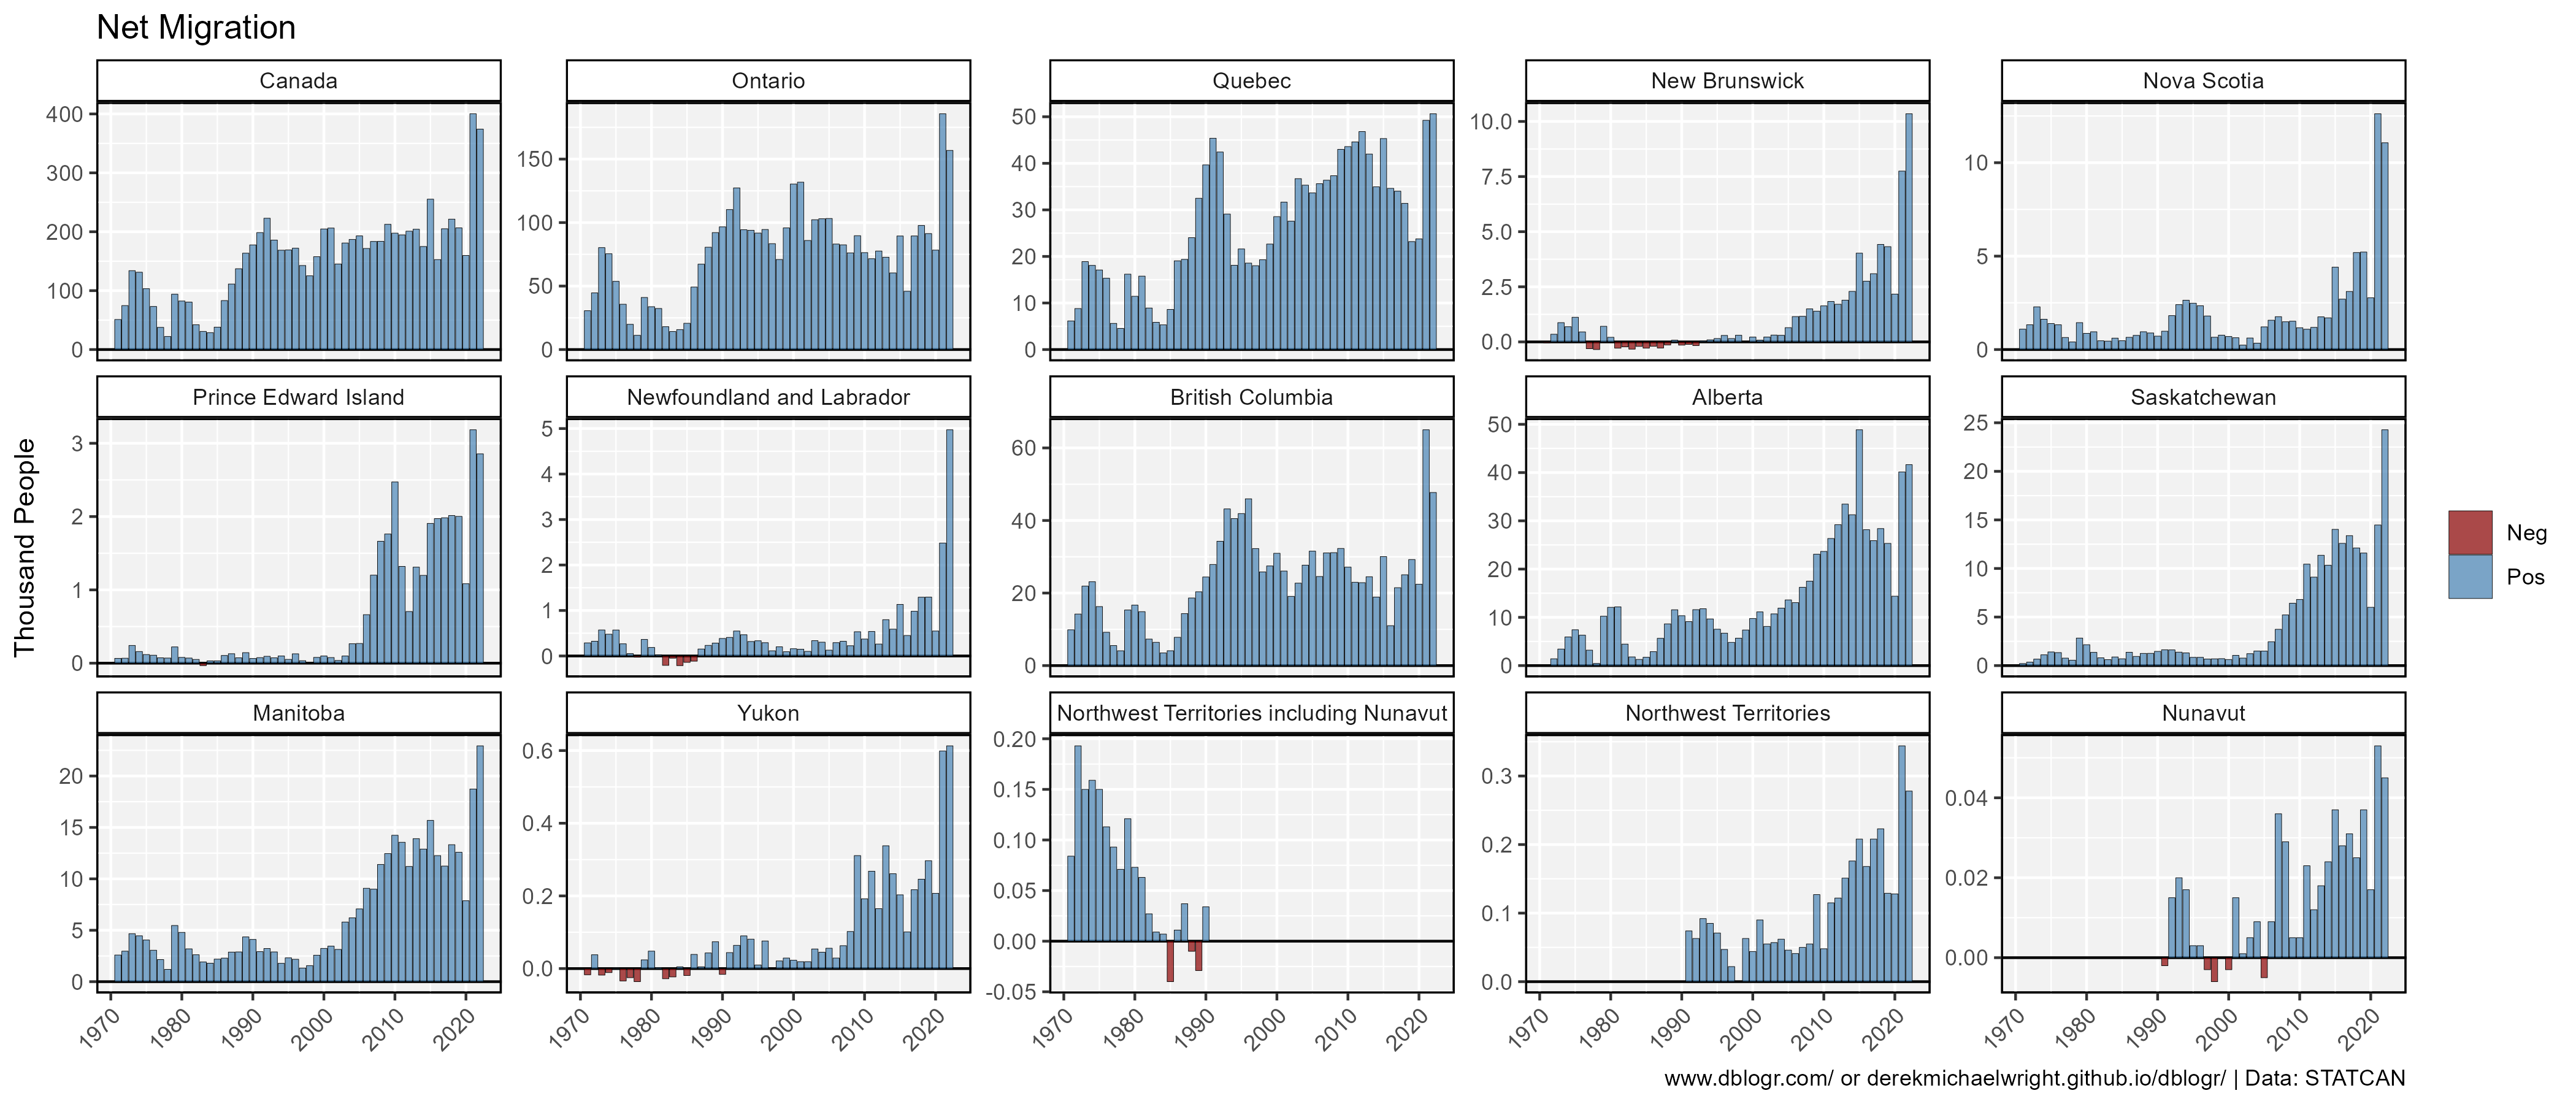 Net Migration
Canada
Ontario
Quebec
New Brunswick
Nova Scotia
400
300
200
100
0
150
100
50
0
50
40
30
20
10
0
10.0
7.5
5.0
2.5
0.0
10
5
0
Prince Edward Island
Newfoundland and Labrador
British Columbia
Alberta
Saskatchewan
3
2
1
0
5
4
3
2
1
0
60
40
20
0
50
40
30
20
10
0
25
20
15
10
5
0
Thousand People
Neg
Pos
Manitoba
Yukon
Northwest Territories including Nunavut
Northwest Territories
Nunavut
20
15
10
5
0
0.6
0.4
0.2
0.0
0.20
0.15
0.10
0.05
0.00
-0.05
0.3
0.2
0.1
0.0
0.04
0.02
0.00
1970 1980 1990 2000 2010 2020
1970 1980 1990 2000 2010 2020
1970 1980 1990 2000 2010 2020
1970 1980 1990 2000 2010 2020
1970 1980 1990 2000 2010 2020
www.dblogr.com/ or derekmichaelwright.github.io/dblogr/ | Data: STATCAN